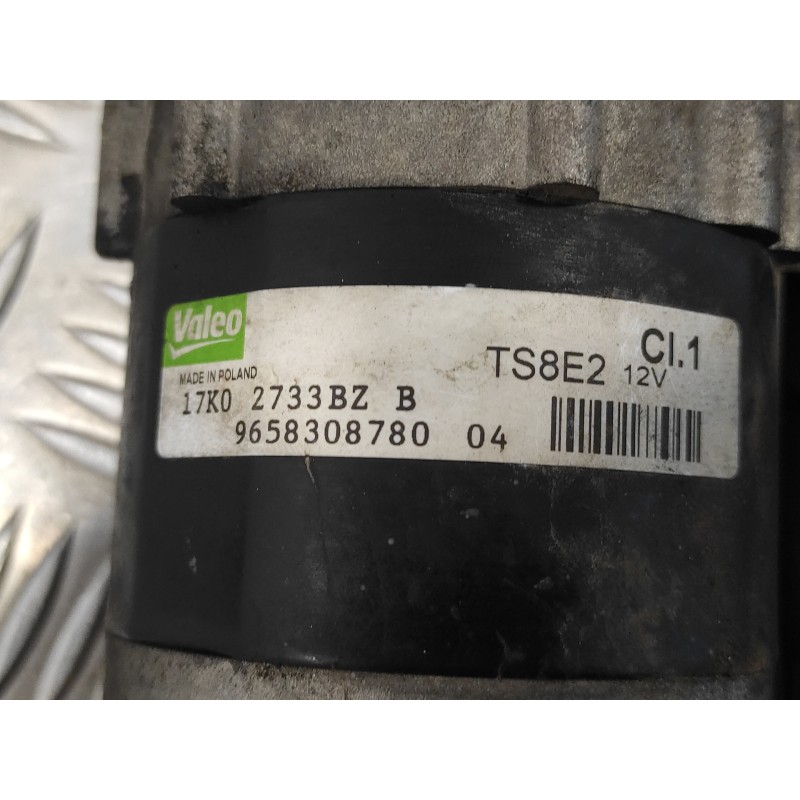 Valeo
MADE IN POLAND
TS8E2 12V Cl.1
17K0 2733BZ B
9658308780 04